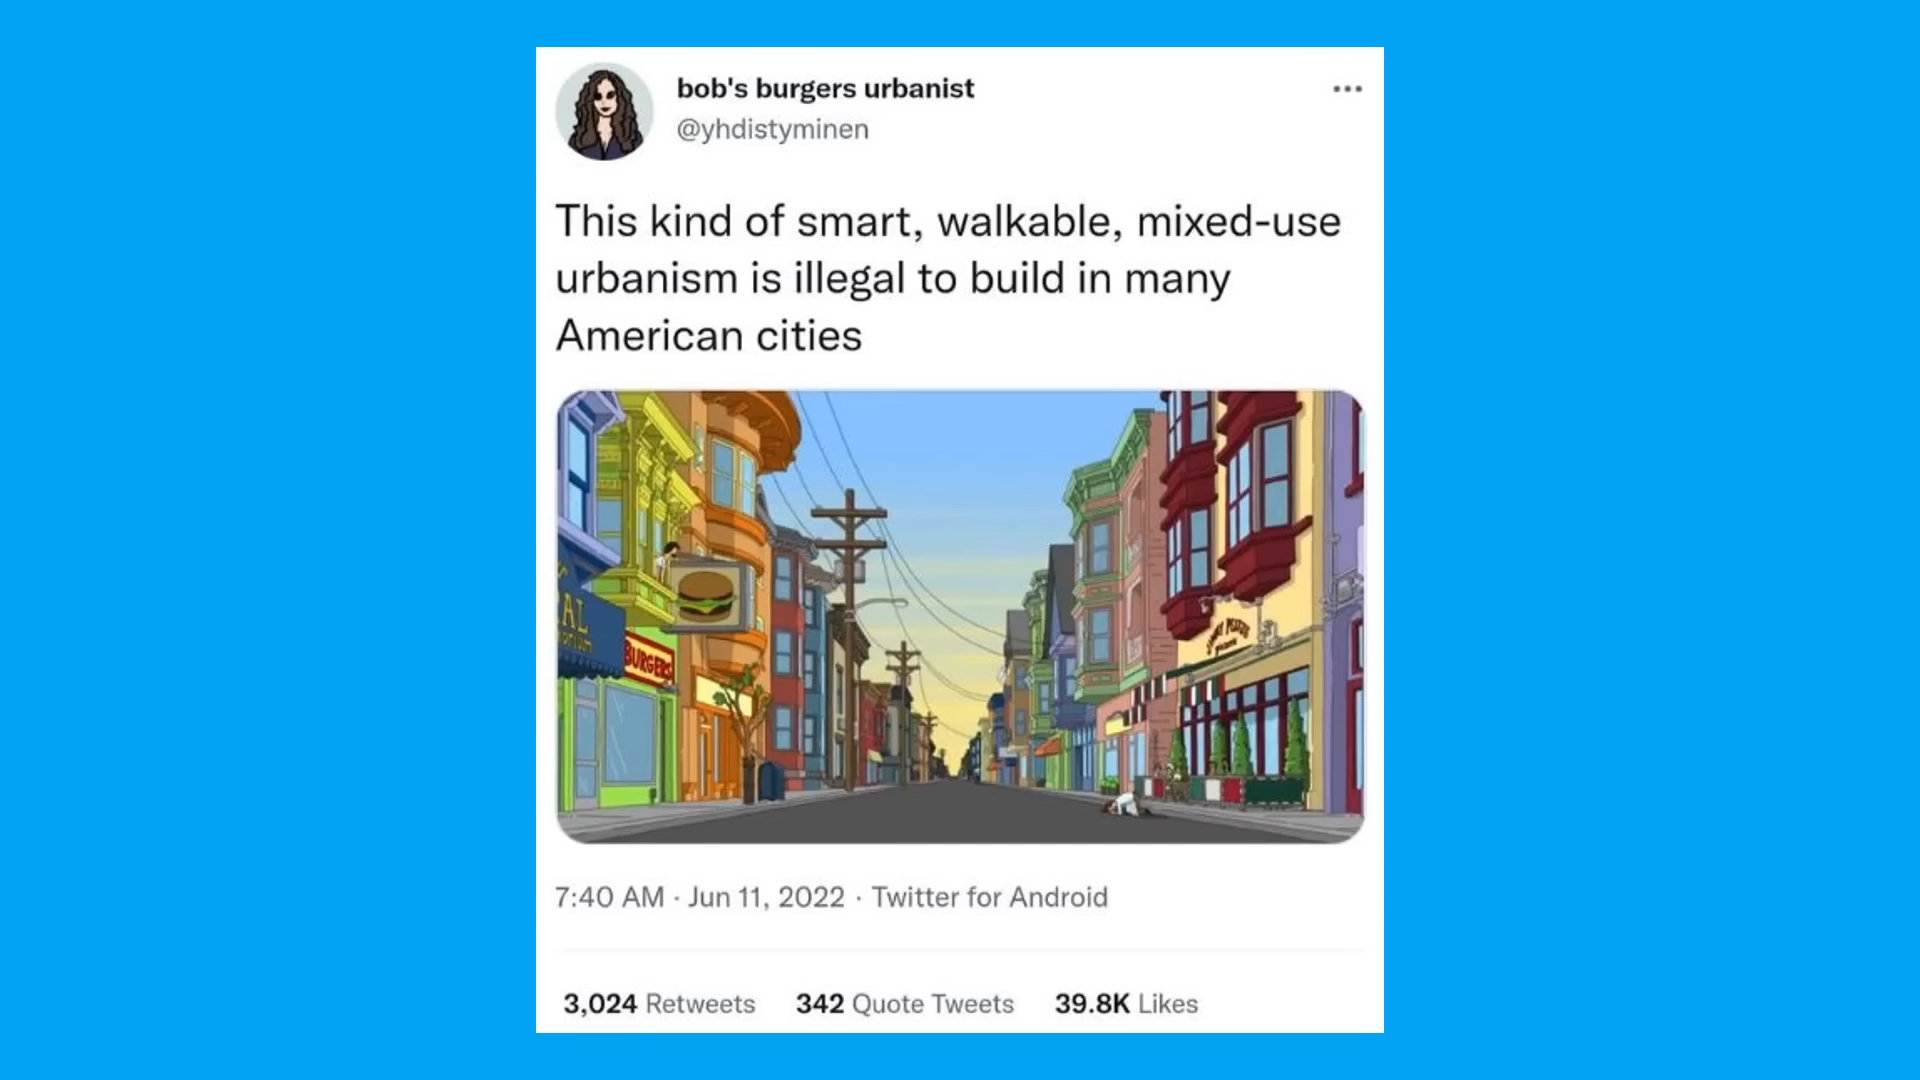 bob's burgers urbanist
@yhdistyminen
This kind of smart, walkable, mixed-use
urbanism is illegal to build in many
American cities
AL
BURGERS
7:40 AM · Jun 11, 2022 · Twitter for Android
3,024 Retweets 342 Quote Tweets 39.8K Likes